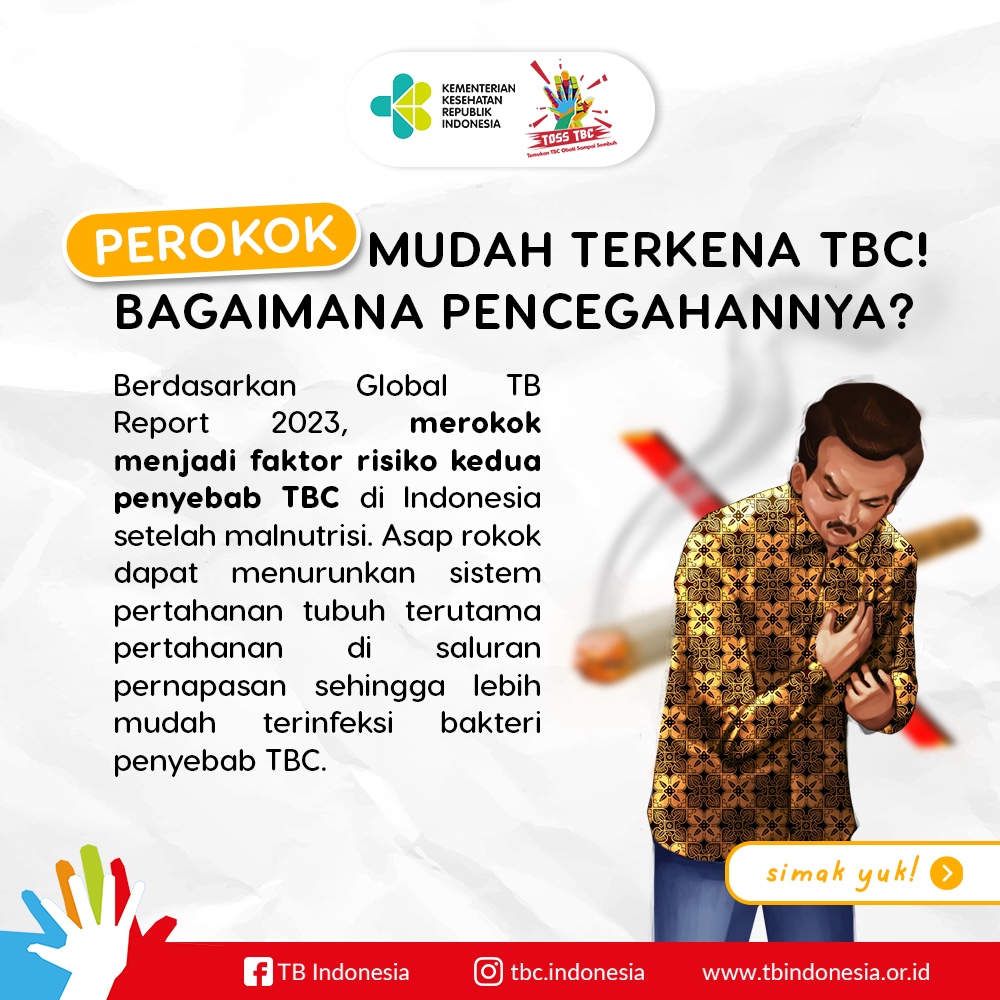 KEMENTERIAN
KESEHATAN
REPUBLIK
INDONESIA
TOSS TBC
Temukan TBC Obati Sampai Sembuh
PEROKOK MUDAH TERKENA TBC!
BAGAIMANA PENCEGAHANNYA?
Berdasarkan Global TB
Report 2023, merokok
menjadi faktor risiko kedua
penyebab TBC di Indonesia
setelah malnutrisi. Asap rokok
dapat menurunkan sistem
pertahanan tubuh terutama
pertahanan di saluran
pernapasan sehingga lebih
mudah terinfeksi bakteri
penyebab TBC.
simak yuk!
TB Indonesia tbc.indonesia www.tbindonesia.or.id